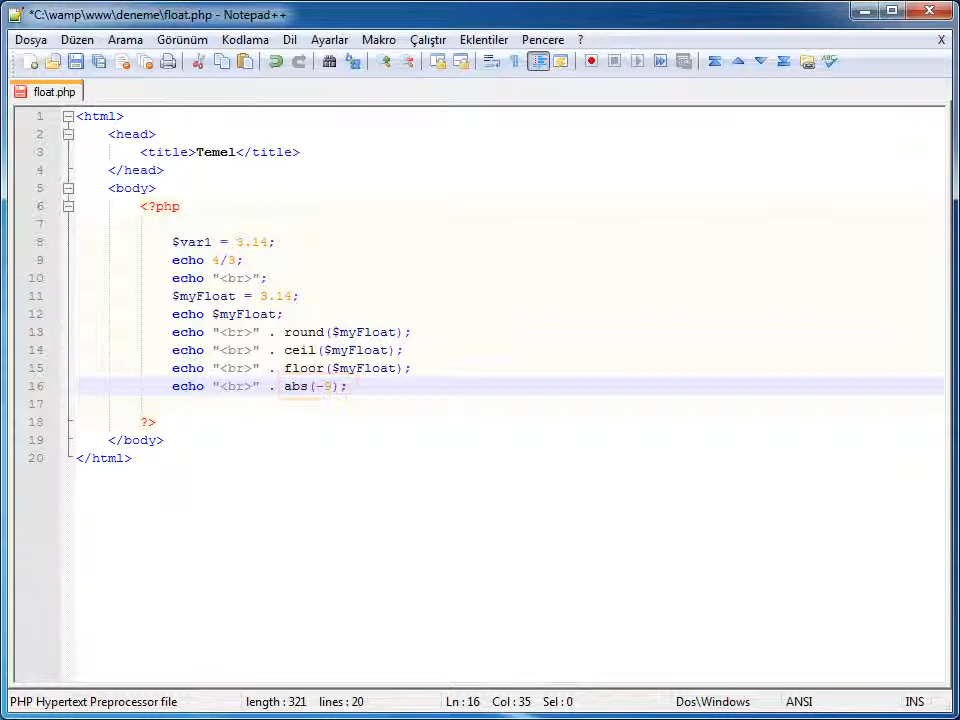 *C:\wamp\www\deneme\float.php - Notepad++
Dosya Düzen Arama Görünüm Kodlama Dil Ayarlar Makro Çalıştır Eklentiler Pencere ? X
float.php
1 <html>
2 <head>
3 <title>Temel</title>
4 </head>
5 <body>
6 <?php
7
8 $var1 = 3.14;
9 echo 4/3;
10 echo "<br>";
11 $myFloat = 3.14;
12 echo $myFloat;
13 echo "<br>" . round($myFloat);
14 echo "<br>" . ceil($myFloat);
15 echo "<br>" . floor($myFloat);
16 echo "<br>" . abs(-9);
17
18 ?>
19 </body>
20 </html>
PHP Hypertext Preprocessor file length : 321 lines : 20 Ln : 16 Col : 35 Sel : 0 Dos\Windows ANSI INS